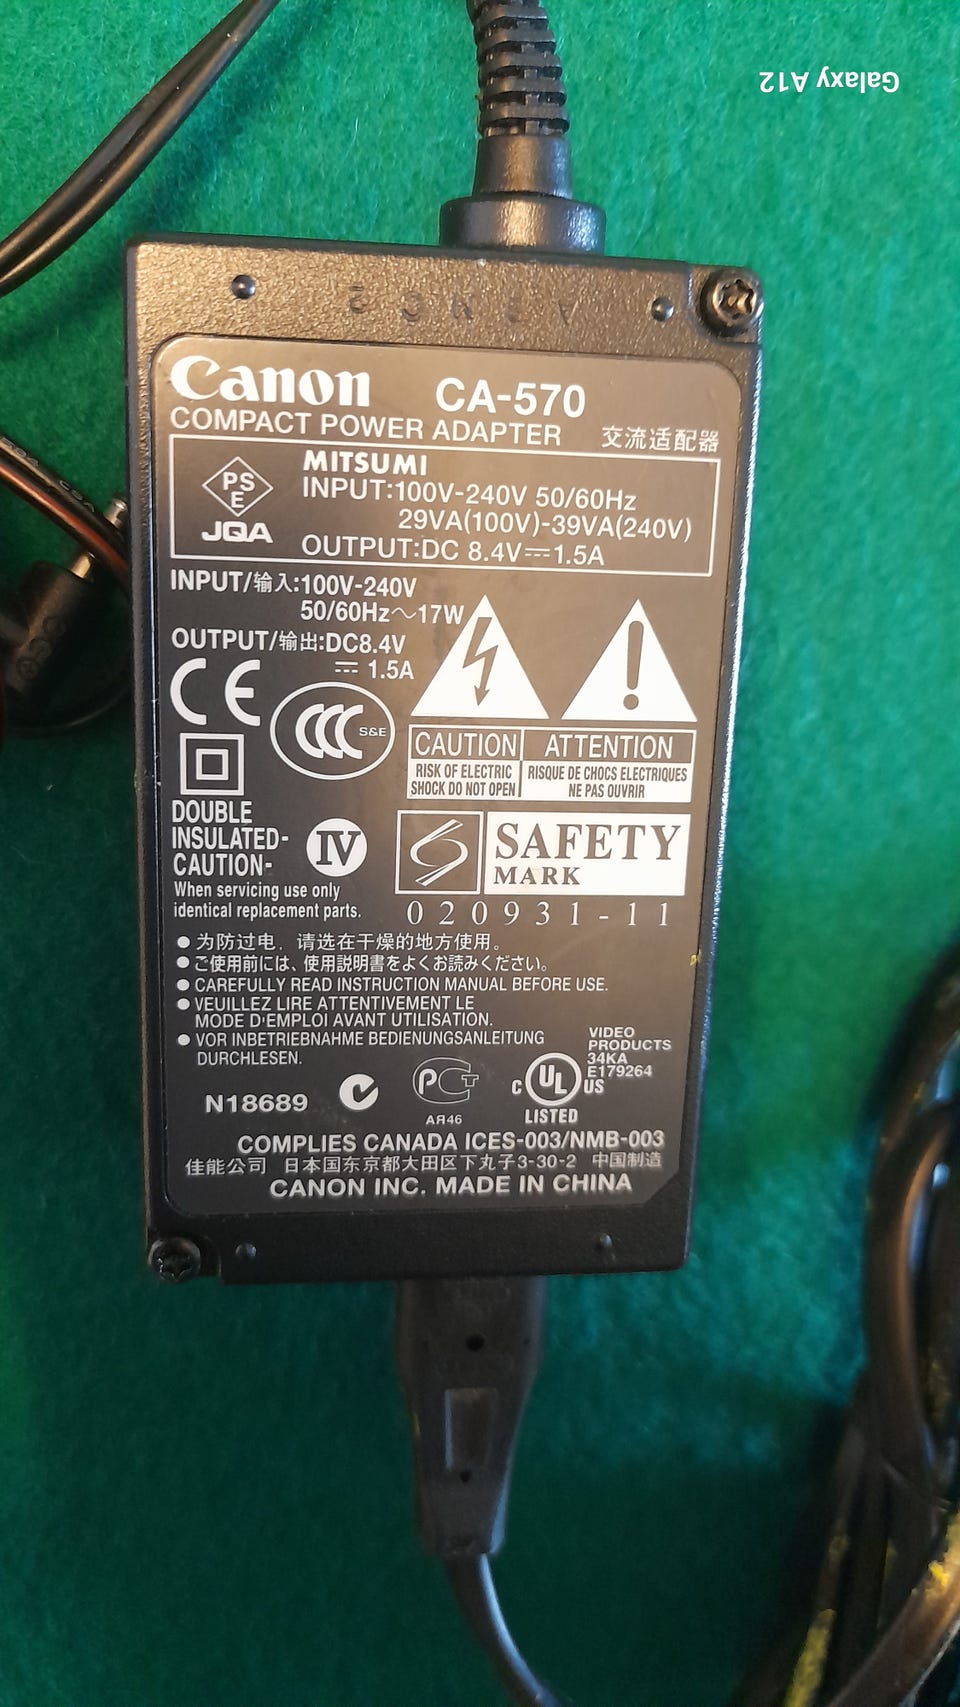 Galaxy A12
Canon CA-570
COMPACT POWER ADAPTER 交流适配器
PS
E
JQA
MITSUMI
INPUT:100V-240V 50/60Hz
29VA(100V)-39VA(240V)
OUTPUT:DC 8.4V⎓1.5A
INPUT/输入:100V-240V
50/60Hz～17W
OUTPUT/输出:DC8.4V
⎓ 1.5A
CE
CCC S&E
CAUTION ATTENTION
RISK OF ELECTRIC
SHOCK DO NOT OPEN
RISQUE DE CHOCS ELECTRIQUES
NE PAS OUVRIR
DOUBLE
INSULATED-
CAUTION-
When servicing use only
identical replacement parts.
IV
SAFETY
MARK
020931-11
● 为防过电，请选在干燥的地方使用。
● ご使用前には、使用説明書をよくお読みください。
● CAREFULLY READ INSTRUCTION MANUAL BEFORE USE.
● VEUILLEZ LIRE ATTENTIVEMENT LE
MODE D'EMPLOI AVANT UTILISATION.
● VOR INBETRIEBNAHME BEDIENUNGSANLEITUNG
DURCHLESEN.
N18689
PCT
АЯ46
C UL US
LISTED
VIDEO
PRODUCTS
34KA
E179264
COMPLIES CANADA ICES-003/NMB-003
佳能公司 日本国东京都大田区下丸子3-30-2 中国制造
CANON INC. MADE IN CHINA